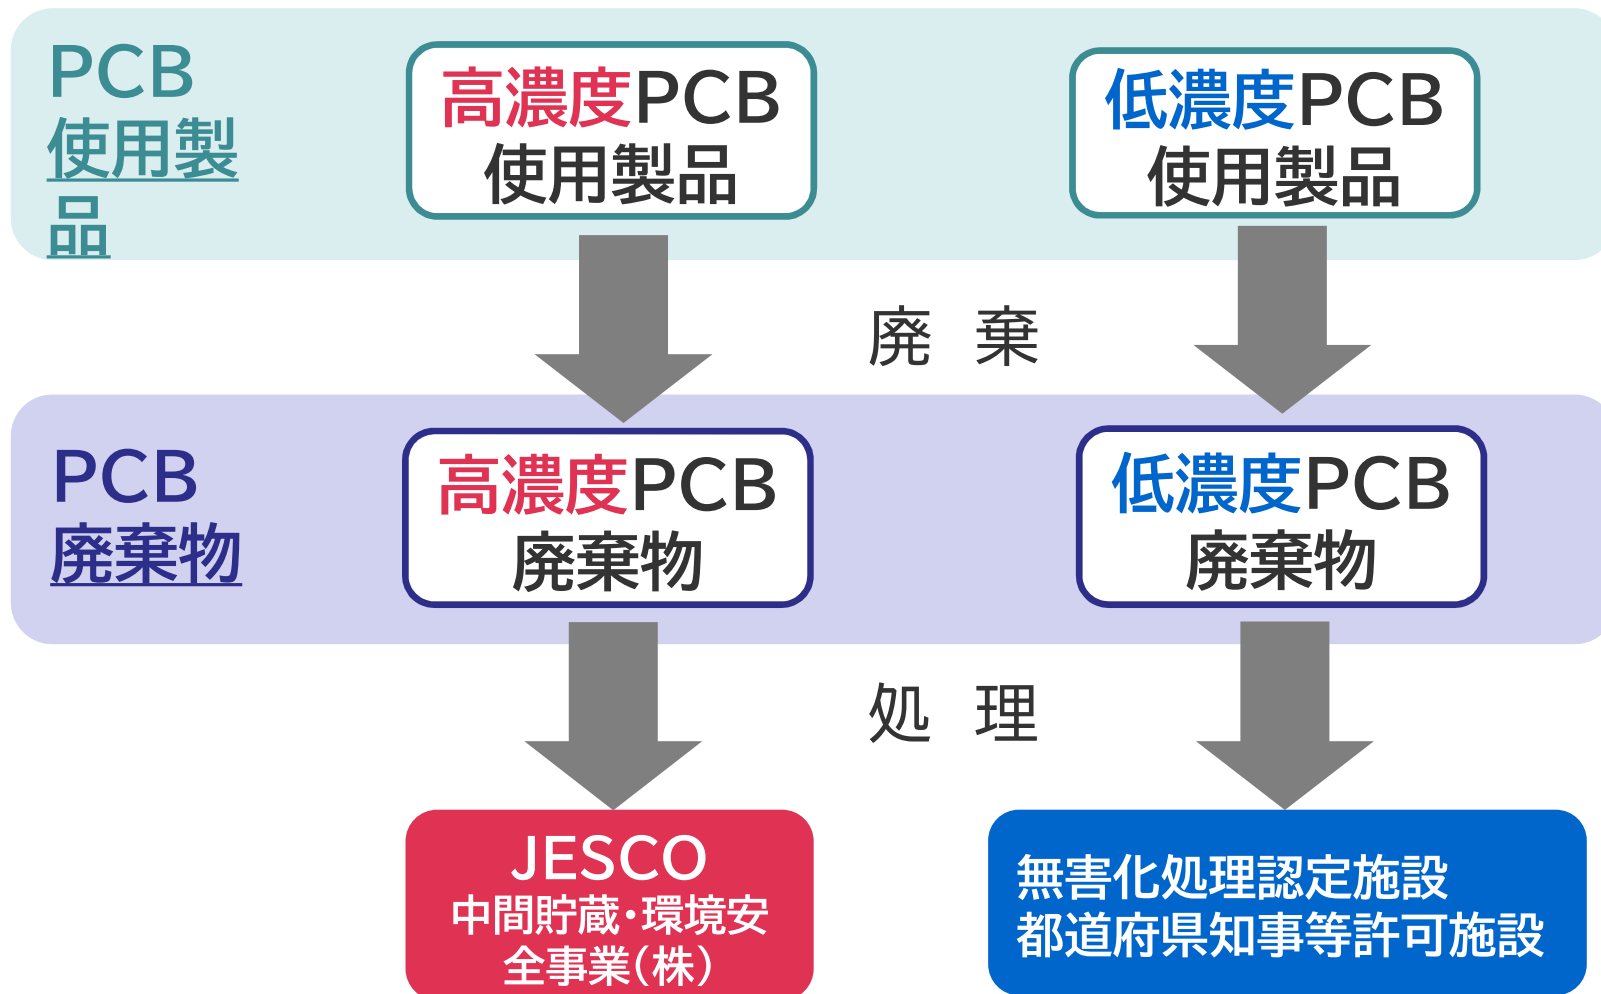 PCB
使用製
品
高濃度PCB
使用製品
低濃度PCB
使用製品
廃 棄
PCB
廃棄物
高濃度PCB
廃棄物
低濃度PCB
廃棄物
処 理
JESCO
中間貯蔵・環境安
全事業(株)
無害化処理認定施設
都道府県知事等許可施設